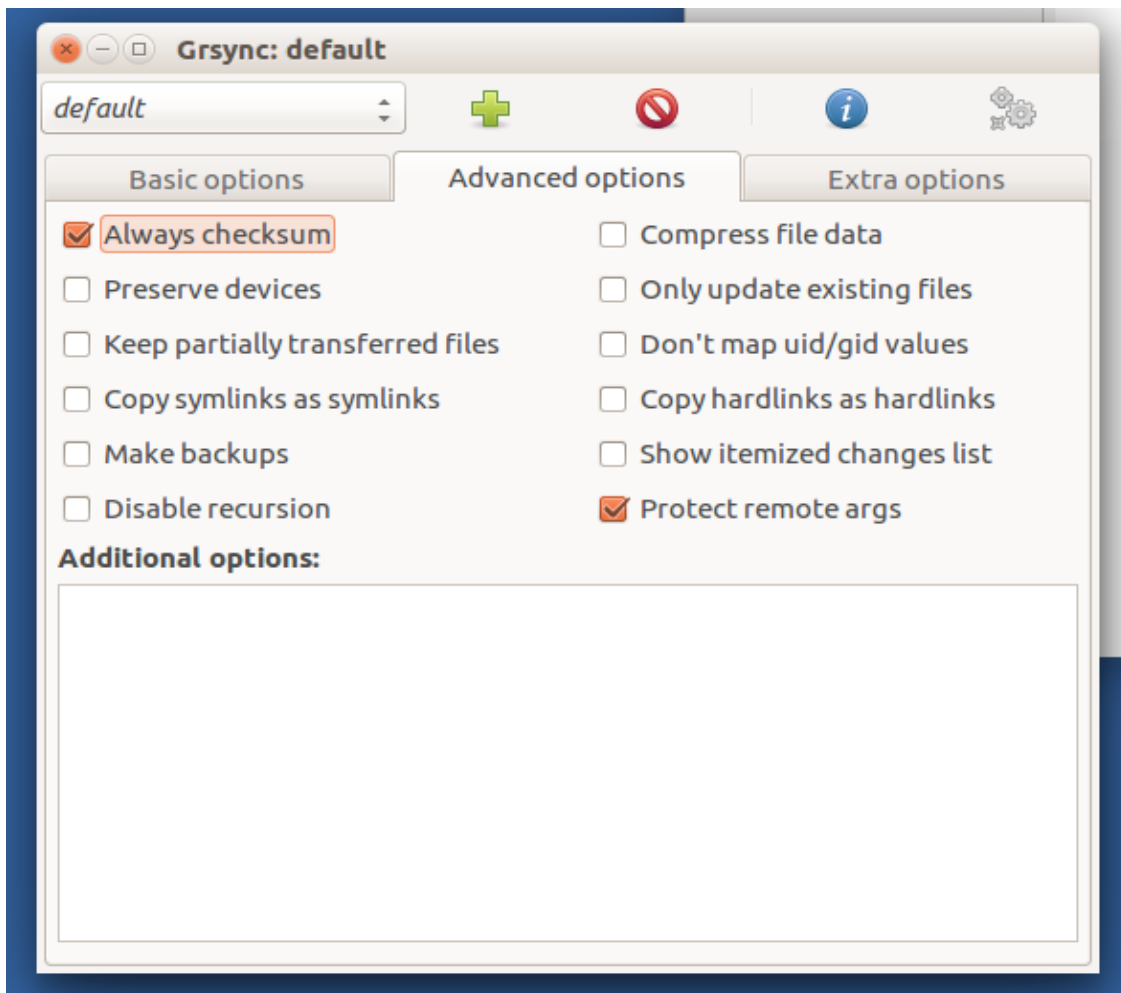 Grsync: default
default
Basic options
Advanced options
Extra options
Always checksum
Compress file data
Preserve devices
Only update existing files
Keep partially transferred files
Don't map uid/gid values
Copy symlinks as symlinks
Copy hardlinks as hardlinks
Make backups
Show itemized changes list
Disable recursion
Protect remote args
Additional options: